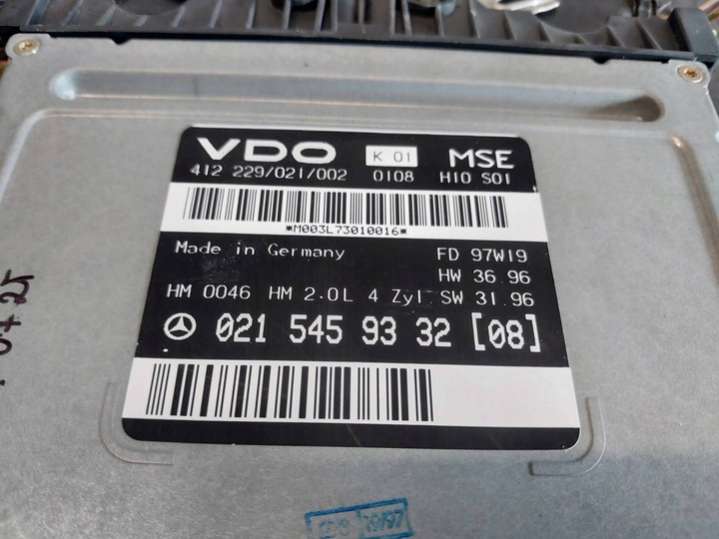 VDO K 01 MSE
412 229/021/002 0108 H10 S01
*M003L73010016*
Made in Germany FD 97W19
HW 36.96
HM 0046 HM 2.0L 4 Zyl SW 31.96
021 545 93 32 [08]